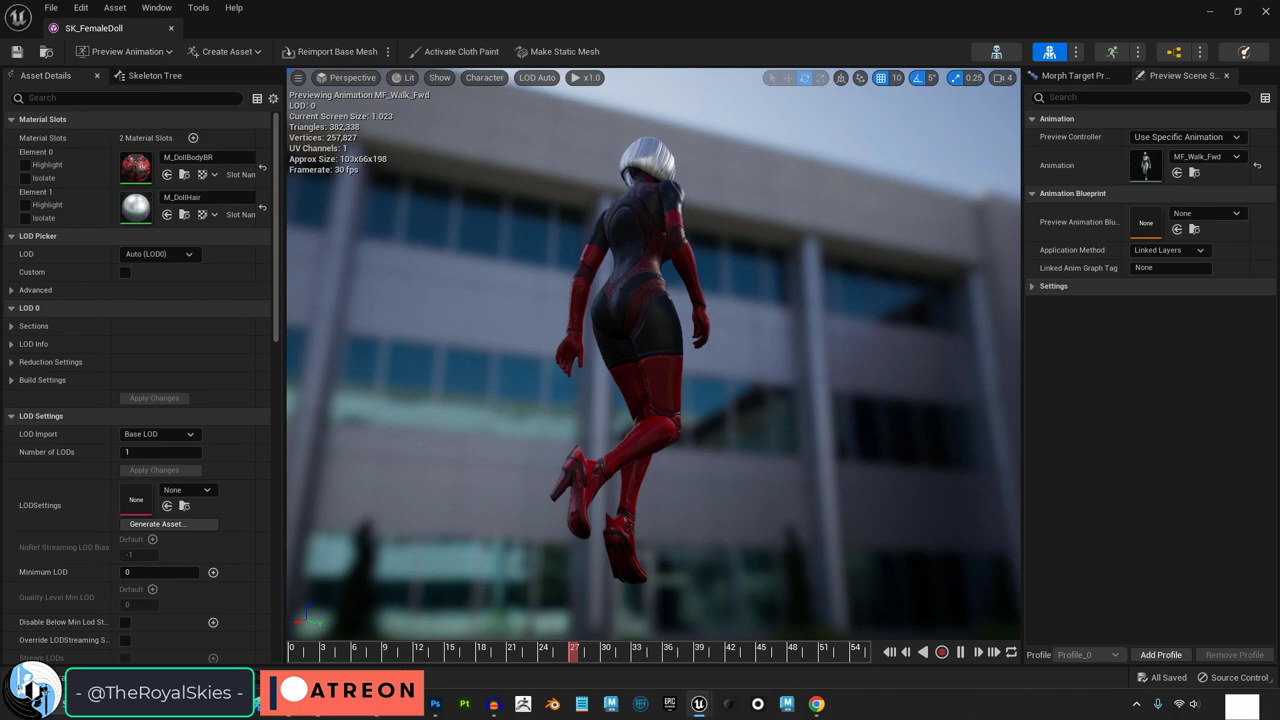 File Edit Asset Window Tools Help
SK_FemaleDoll
Preview Animation Create Asset Reimport Base Mesh Activate Cloth Paint Make Static Mesh
Asset Details Skeleton Tree
Search
Material Slots
Material Slots 2 Material Slots
Element 0
Highlight
Isolate
M_DollBodyBR
Slot Nan
Element 1
Highlight
Isolate
M_DollHair
Slot Nan
LOD Picker
LOD Auto (LOD0)
Custom
Advanced
LOD 0
Sections
LOD Info
Reduction Settings
Build Settings
Apply Changes
LOD Settings
LOD Import Base LOD
Number of LODs 1
Apply Changes
LODSettings None None
Generate Asset...
NoRef Streaming LOD Bias Default
-1
Minimum LOD 0
Quality Level Min LOD Default
0
Disable Below Min Lod St...
Override LODStreaming S...
Stream LODs
Perspective Lit Show Character LOD Auto x1.0 10 5° 0.25 4
Previewing Animation MF_Walk_Fwd
LOD: 0
Current Screen Size: 1.023
Triangles: 382,338
Vertices: 257,827
UV Channels: 1
Approx Size: 103x66x198
Framerate: 30 fps
0 3 6 9 12 15 18 21 24 27 30 33 36 39 42 45 48 51 54
Morph Target Pr... Preview Scene S...
Search
Animation
Preview Controller Use Specific Animation
Animation MF_Walk_Fwd
Animation Blueprint
Preview Animation Blu... None None
Application Method Linked Layers
Linked Anim Graph Tag None
Settings
Profile Profile_0 Add Profile Remove Profile
All Saved Source Control
- @TheRoyalSkies -
PATREON
Ps Pt EPIC GAMES